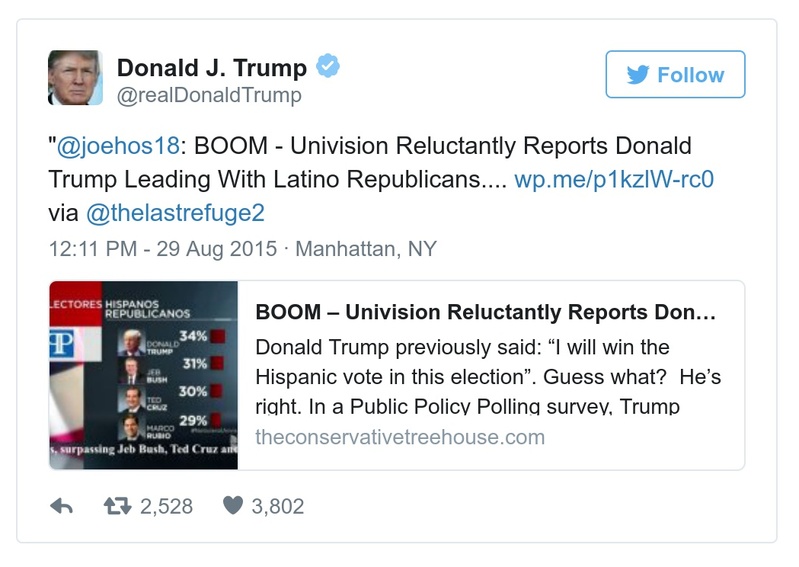 Donald J. Trump
@realDonaldTrump
Follow
"@joehos18: BOOM - Univision Reluctantly Reports Donald
Trump Leading With Latino Republicans.... wp.me/p1kzlW-rc0
via @thelastrefuge2
12:11 PM - 29 Aug 2015 · Manhattan, NY
LECTORES HISPANOS
REPUBLICANOS
34%
DONALD
TRUMP
31%
JEB
BUSH
30%
TED
CRUZ
29%
MARCO
RUBIO
s, surpassing Jeb Bush, Ted Cruz and
BOOM – Univision Reluctantly Reports Don…
Donald Trump previously said: “I will win the
Hispanic vote in this election”. Guess what? He’s
right. In a Public Policy Polling survey, Trump
theconservativetreehouse.com
2,528
3,802